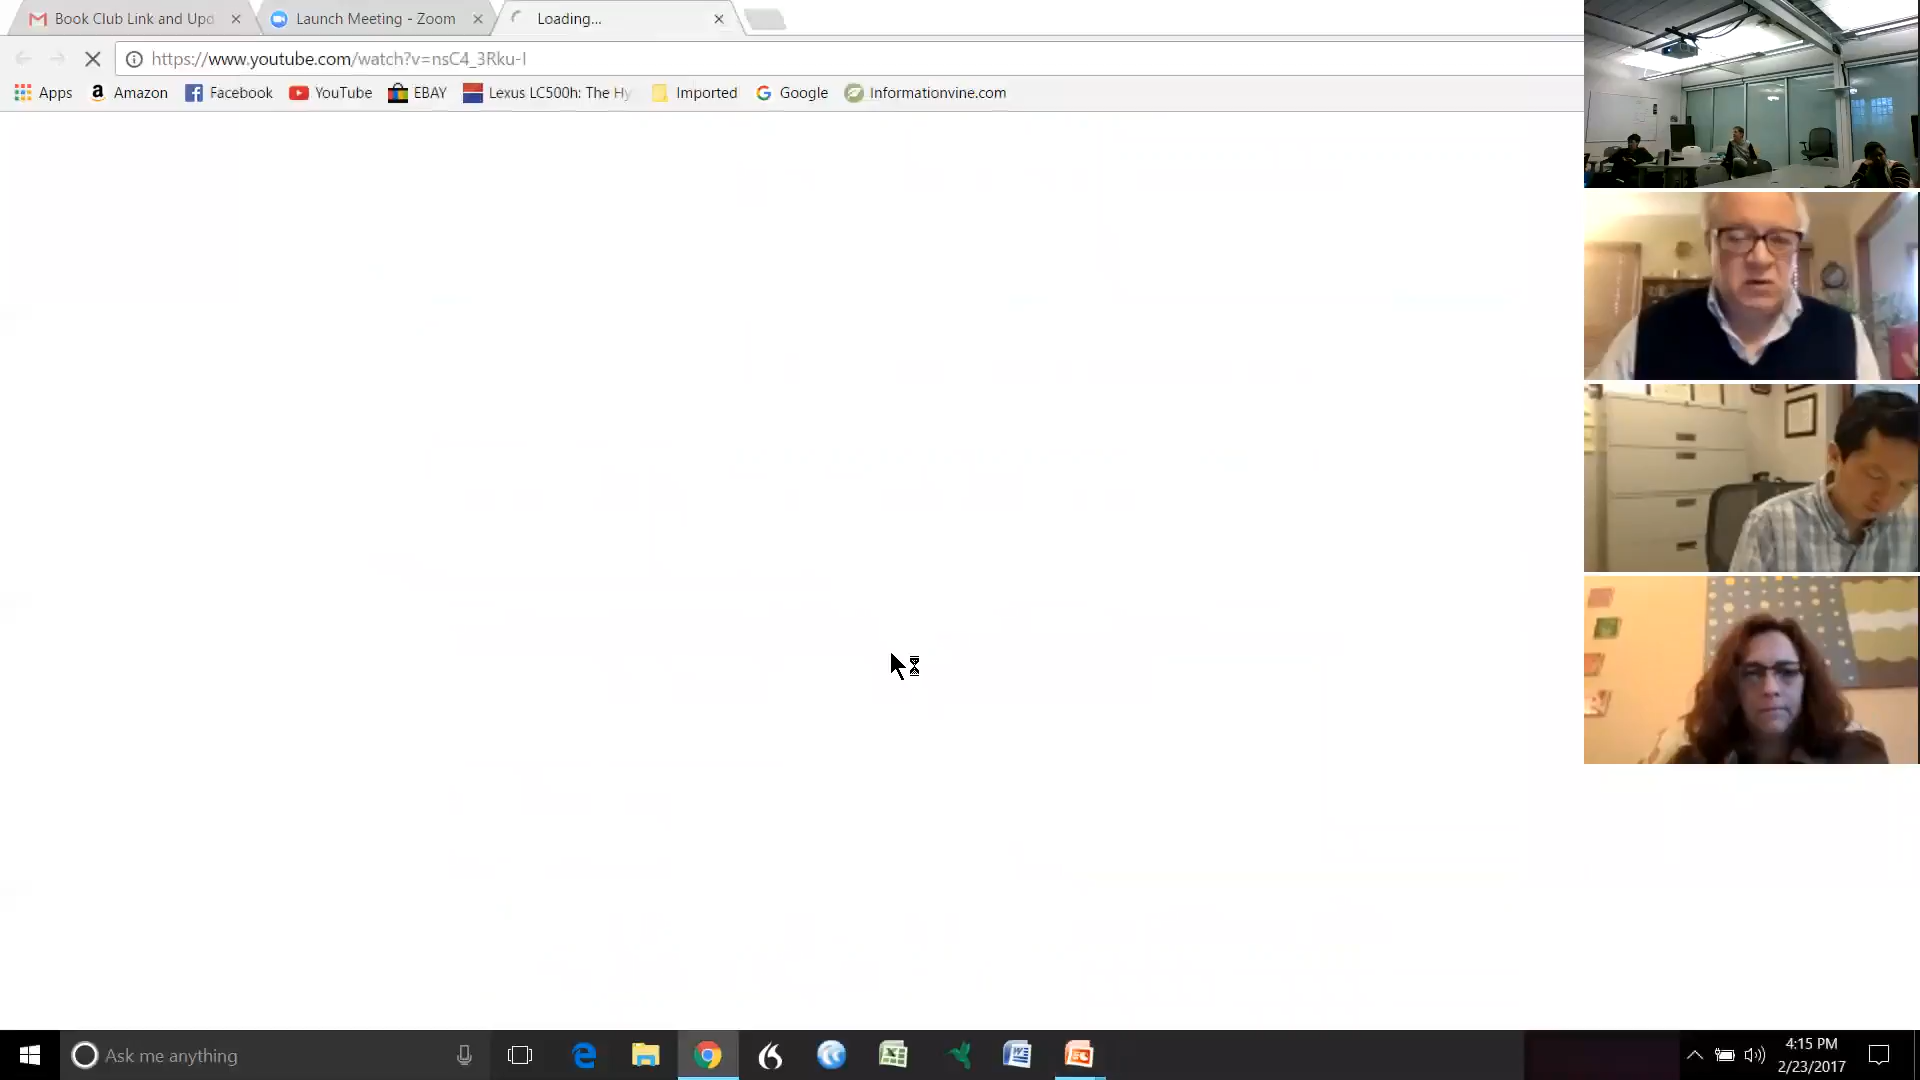 Book Club Link and Upd
Launch Meeting - Zoom
Loading...
https://www.youtube.com/watch?v=nsC4_3Rku-I
Apps
Amazon
Facebook
YouTube
EBAY
Lexus LC500h: The Hy
Imported
Google
Informationvine.com
Ask me anything
4:15 PM
2/23/2017